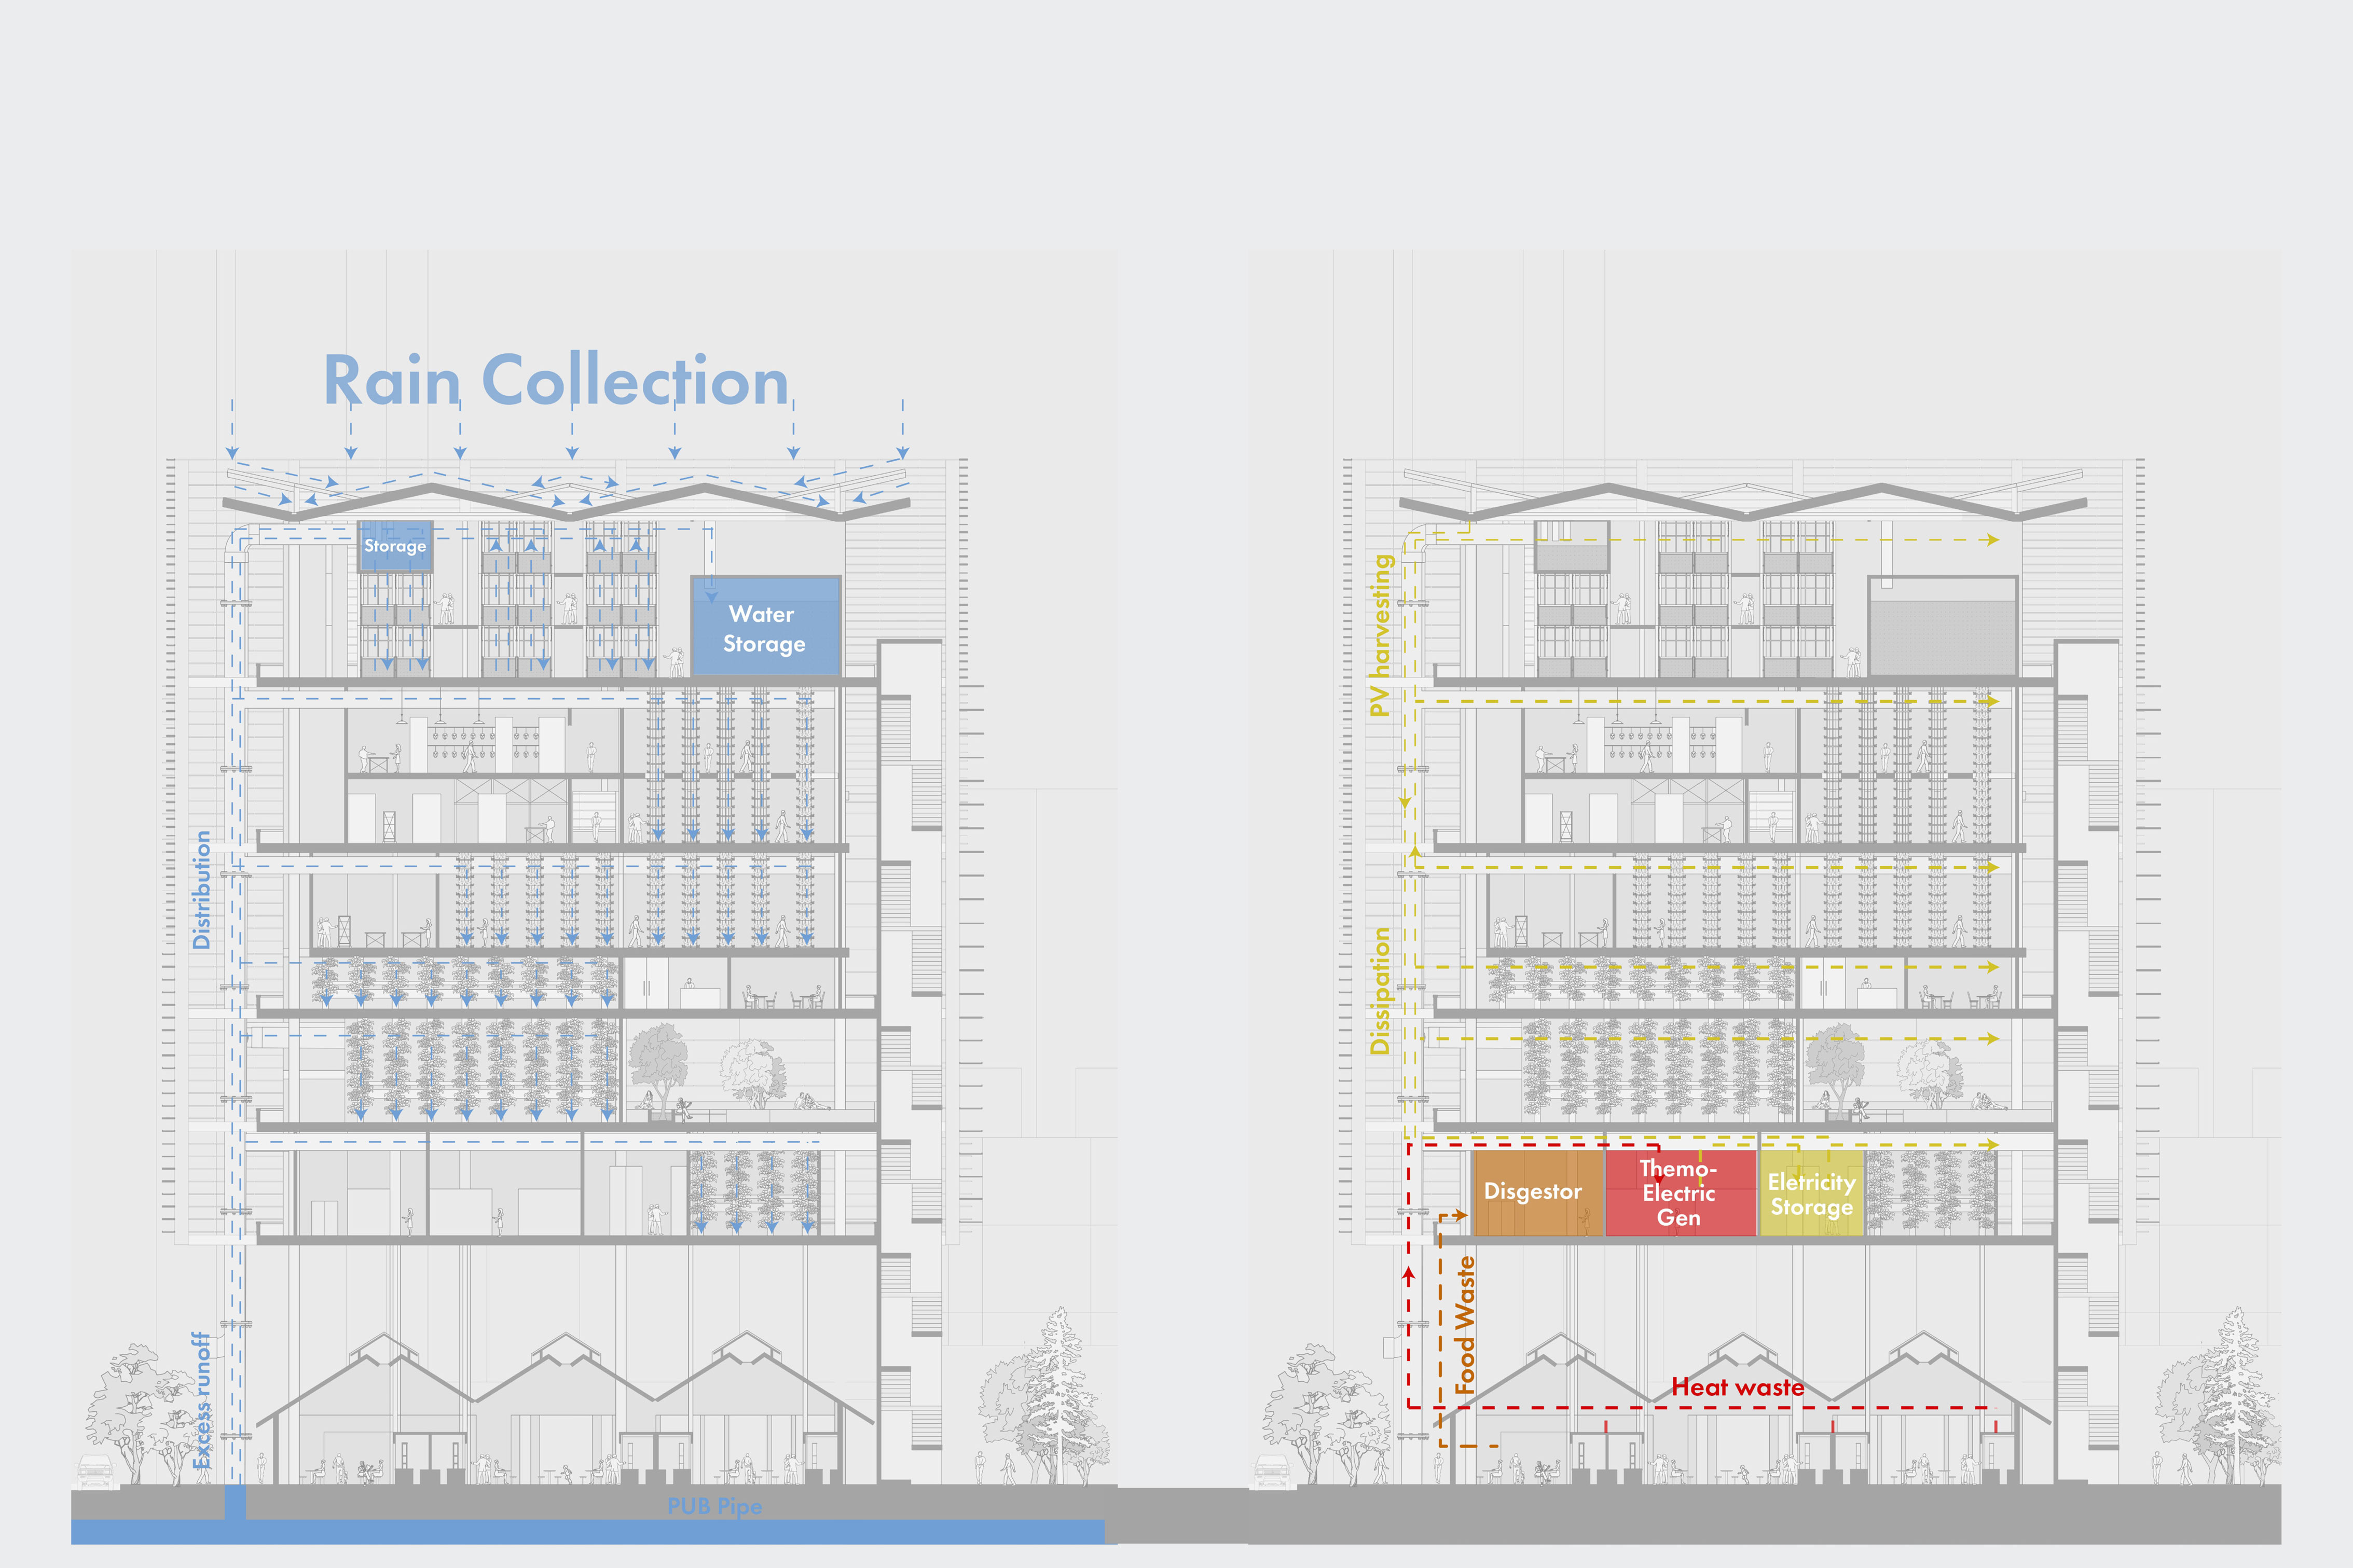 Rain Collection
Storage
Water
Storage
Distribution
Excess runoff
PUB Pipe
PV harvesting
Dissipation
Disgestor
Themo-
Electric
Gen
Eletricity
Storage
Food Waste
Heat waste